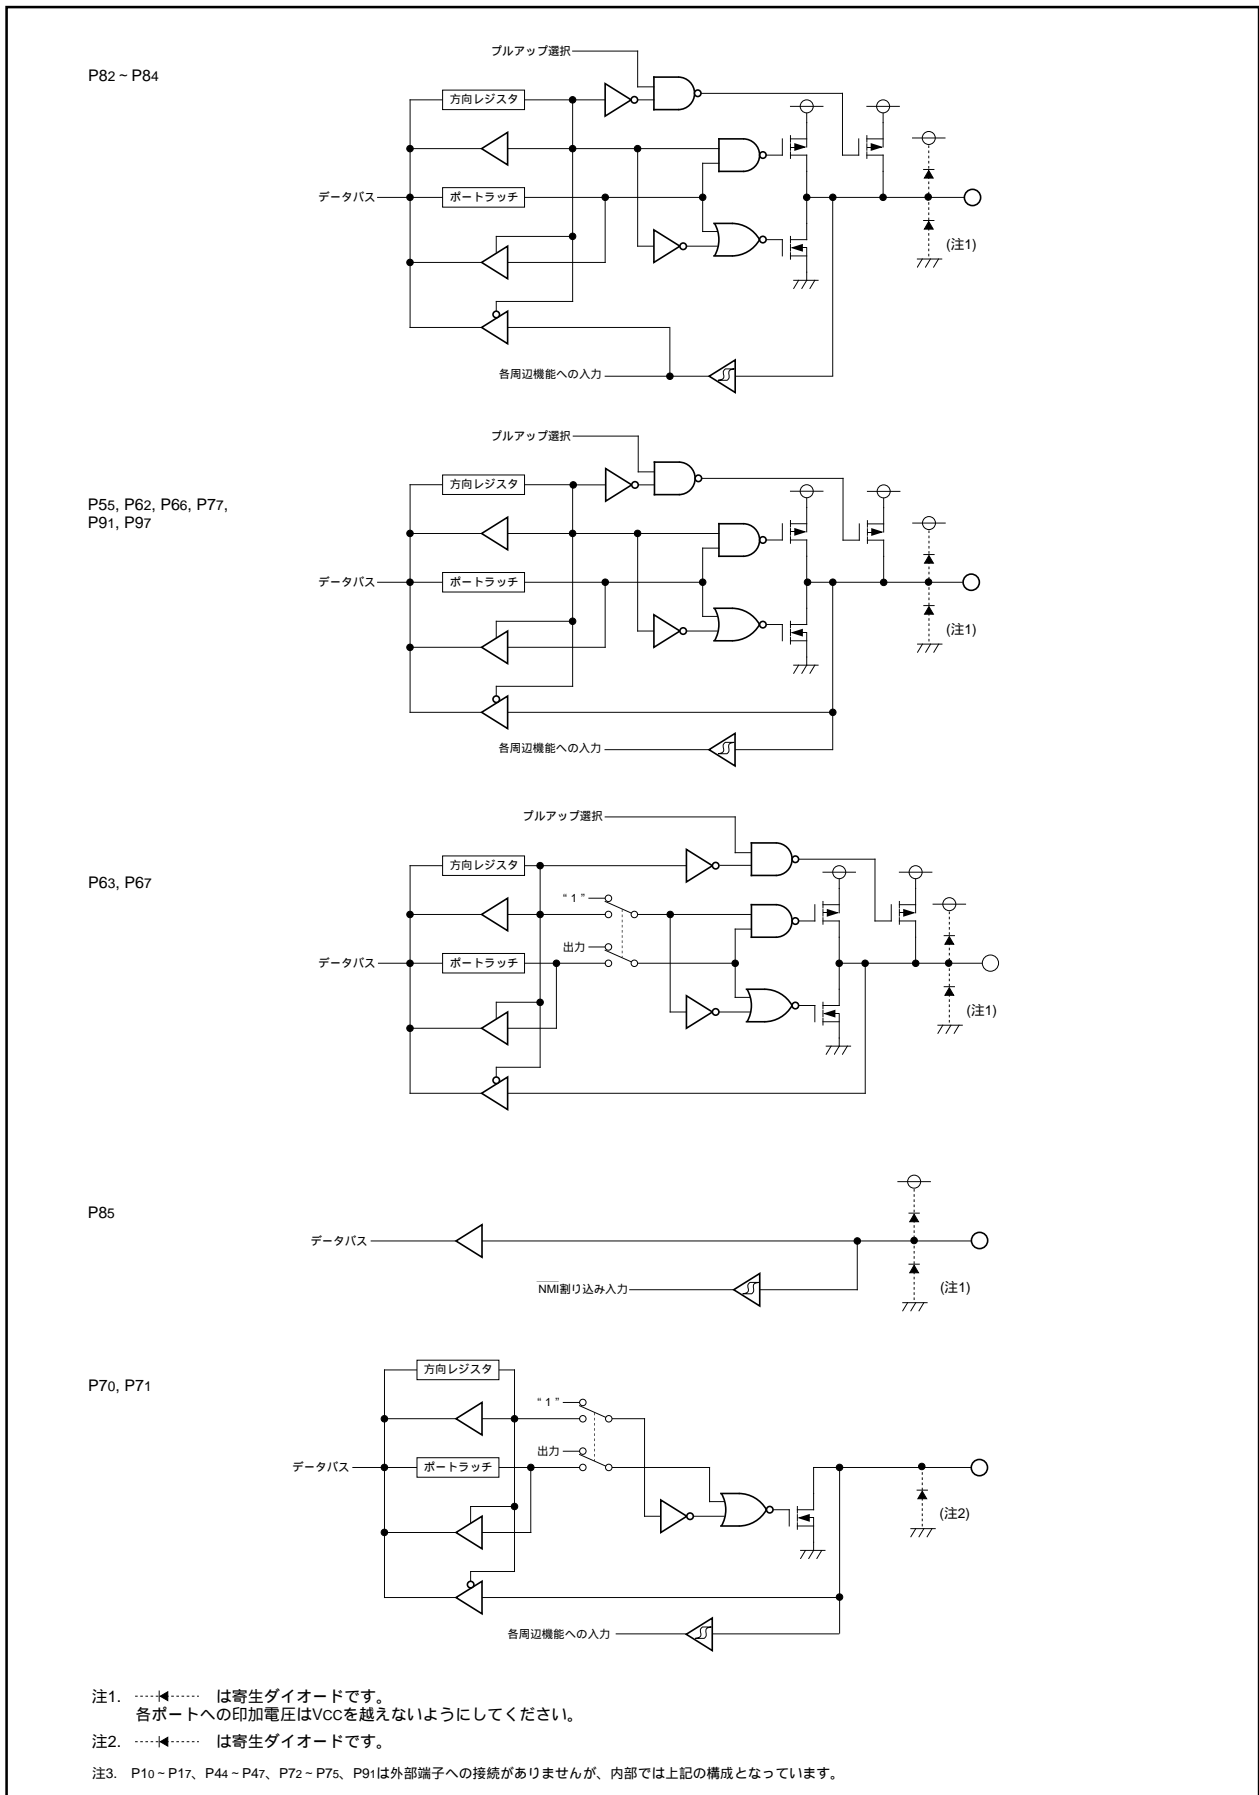 プルアップ選択
P82 ~ P84
方向レジスタ
データバス
ポートラッチ
(注1)
各周辺機能への入力
プルアップ選択
方向レジスタ
P55, P62, P66, P77,
P91, P97
データバス
ポートラッチ
(注1)
各周辺機能への入力
プルアップ選択
方向レジスタ
P63, P67
“1”
出力
データバス
ポートラッチ
(注1)
P85
データバス
NMI割り込み入力
(注1)
方向レジスタ
P70, P71
“1”
出力
データバス
ポートラッチ
(注2)
各周辺機能への入力
注1. は寄生ダイオードです。
各ポートへの印加電圧はVCCを越えないようにしてください。
注2. は寄生ダイオードです。
注3. P10 ~ P17、P44 ~ P47、P72 ~ P75、P91は外部端子への接続がありませんが、内部では上記の構成となっています。